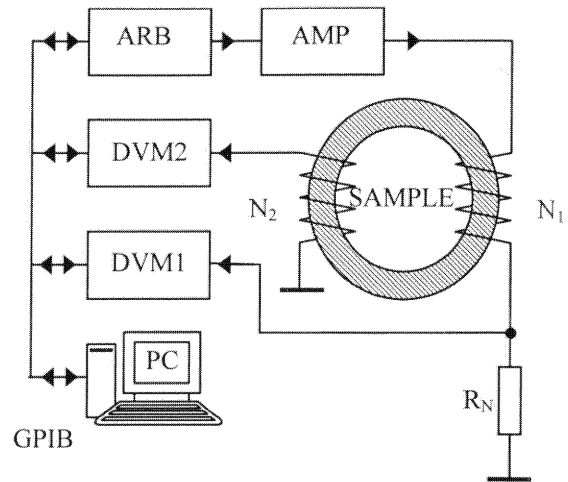 ARB
AMP
DVM2
SAMPLE
N2
N1
DVM1
PC
RN
GPIB